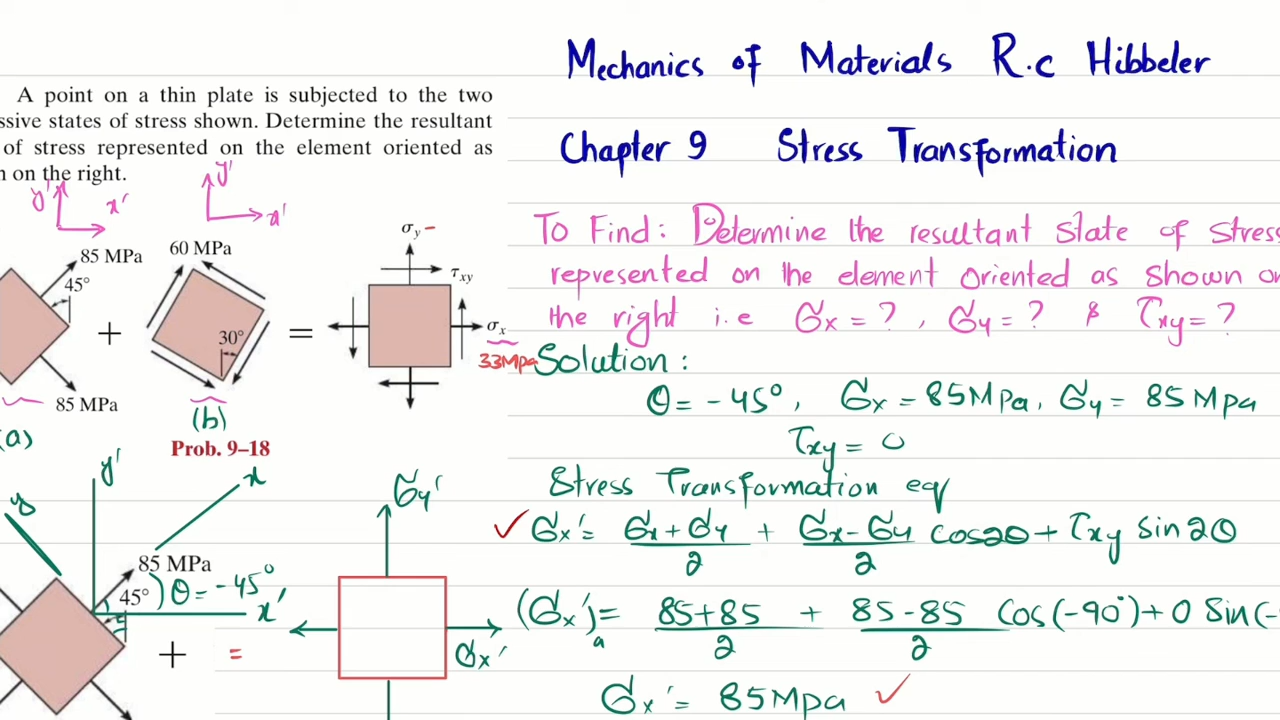 Mechanics of Materials R.c Hibbeler
Chapter 9 Stress Transformation
A point on a thin plate is subjected to the two
ssive states of stress shown. Determine the resultant
of stress represented on the element oriented as
n on the right.
y' x'
y' x'
85 MPa
45°
85 MPa
(a)
+
60 MPa
30°
(b)
=
σy -
τxy
σx
33MPa
Prob. 9–18
To Find: Determine the resultant state of stress
represented on the element oriented as shown on
the right i.e σx = ?, σy = ? & τxy = ?
Solution:
θ = -45°, σx = 85MPa, σy = 85 MPa
τxy = 0
Stress Transformation eq
✓ σx' = σx + σy / 2 + σx - σy / 2 cos2θ + τxy sin 2θ
(σx')a = 85+85 / 2 + 85-85 / 2 Cos(-90°) + 0 Sin(-
σx' = 85MPa ✓
y'
y
x
85 MPa
45°
θ = -45°
x'
+
=
σy'
σx'